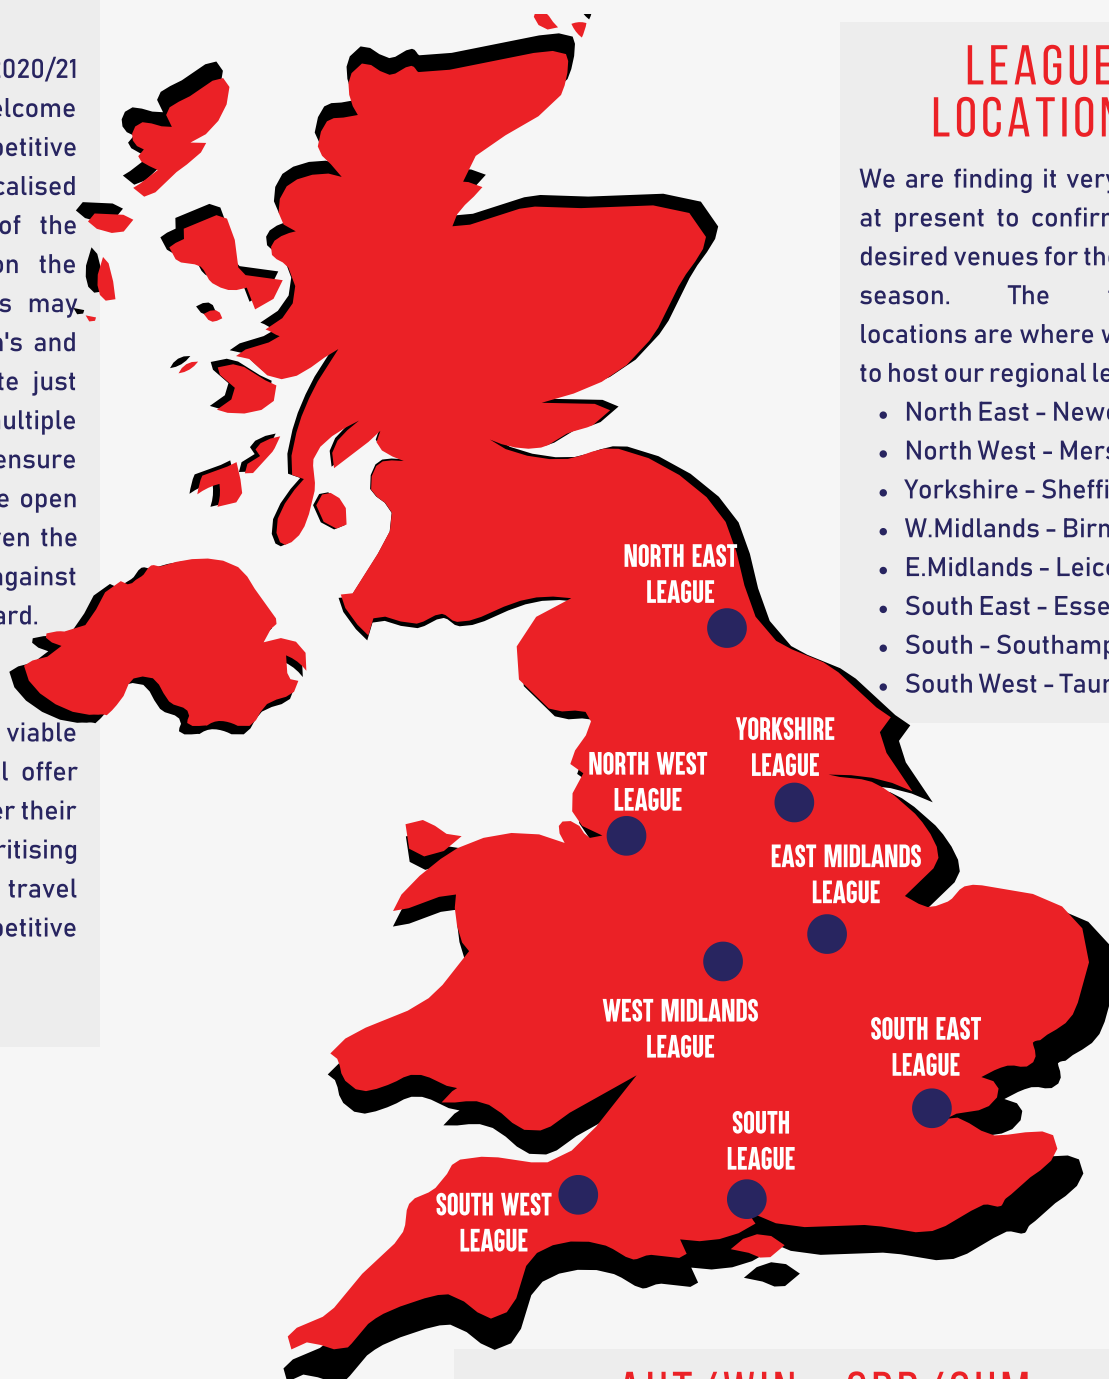 2020/21
elcome
petitive
calised
of the
on the
s may
's and
te just
ultiple
ensure
e open
en the
against
ard.
viable
l offer
er their
ritising
travel
petitive
NORTH EAST
LEAGUE
YORKSHIRE
LEAGUE
NORTH WEST
LEAGUE
EAST MIDLANDS
LEAGUE
WEST MIDLANDS
LEAGUE
SOUTH EAST
LEAGUE
SOUTH
LEAGUE
SOUTH WEST
LEAGUE
LEAGUE
LOCATION
We are finding it very
at present to confirm
desired venues for the
season. The
locations are where w
to host our regional le
• North East - Newc
• North West - Mers
• Yorkshire - Sheffi
• W.Midlands - Birm
• E.Midlands - Leice
• South East - Esse
• South - Southamp
• South West - Taun